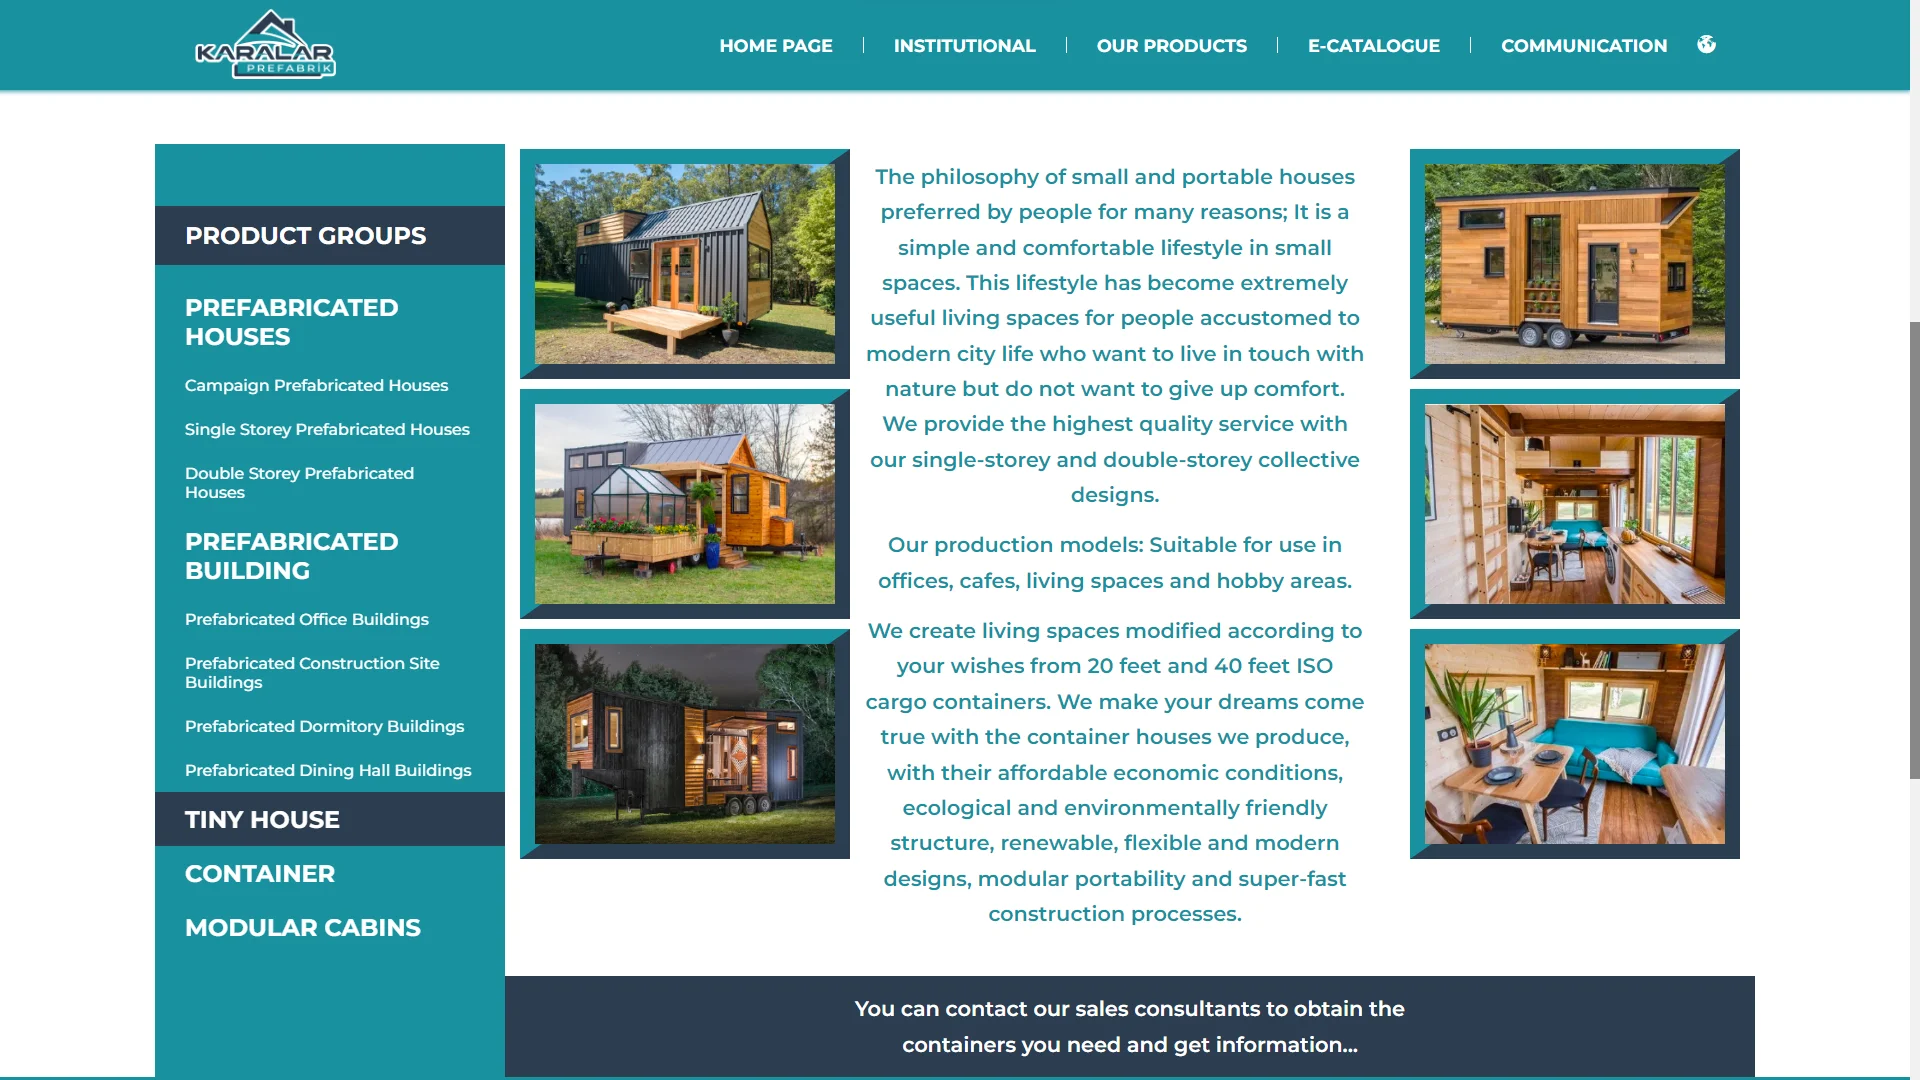 KARALAR
PREFABRİK
HOME PAGE
INSTITUTIONAL
OUR PRODUCTS
E-CATALOGUE
COMMUNICATION
PRODUCT GROUPS
PREFABRICATED
HOUSES
Campaign Prefabricated Houses
Single Storey Prefabricated Houses
Double Storey Prefabricated
Houses
PREFABRICATED
BUILDING
Prefabricated Office Buildings
Prefabricated Construction Site
Buildings
Prefabricated Dormitory Buildings
Prefabricated Dining Hall Buildings
TINY HOUSE
CONTAINER
MODULAR CABINS
The philosophy of small and portable houses
preferred by people for many reasons; It is a
simple and comfortable lifestyle in small
spaces. This lifestyle has become extremely
useful living spaces for people accustomed to
modern city life who want to live in touch with
nature but do not want to give up comfort.
We provide the highest quality service with
our single-storey and double-storey collective
designs.
Our production models: Suitable for use in
offices, cafes, living spaces and hobby areas.
We create living spaces modified according to
your wishes from 20 feet and 40 feet ISO
cargo containers. We make your dreams come
true with the container houses we produce,
with their affordable economic conditions,
ecological and environmentally friendly
structure, renewable, flexible and modern
designs, modular portability and super-fast
construction processes.
You can contact our sales consultants to obtain the
containers you need and get information...